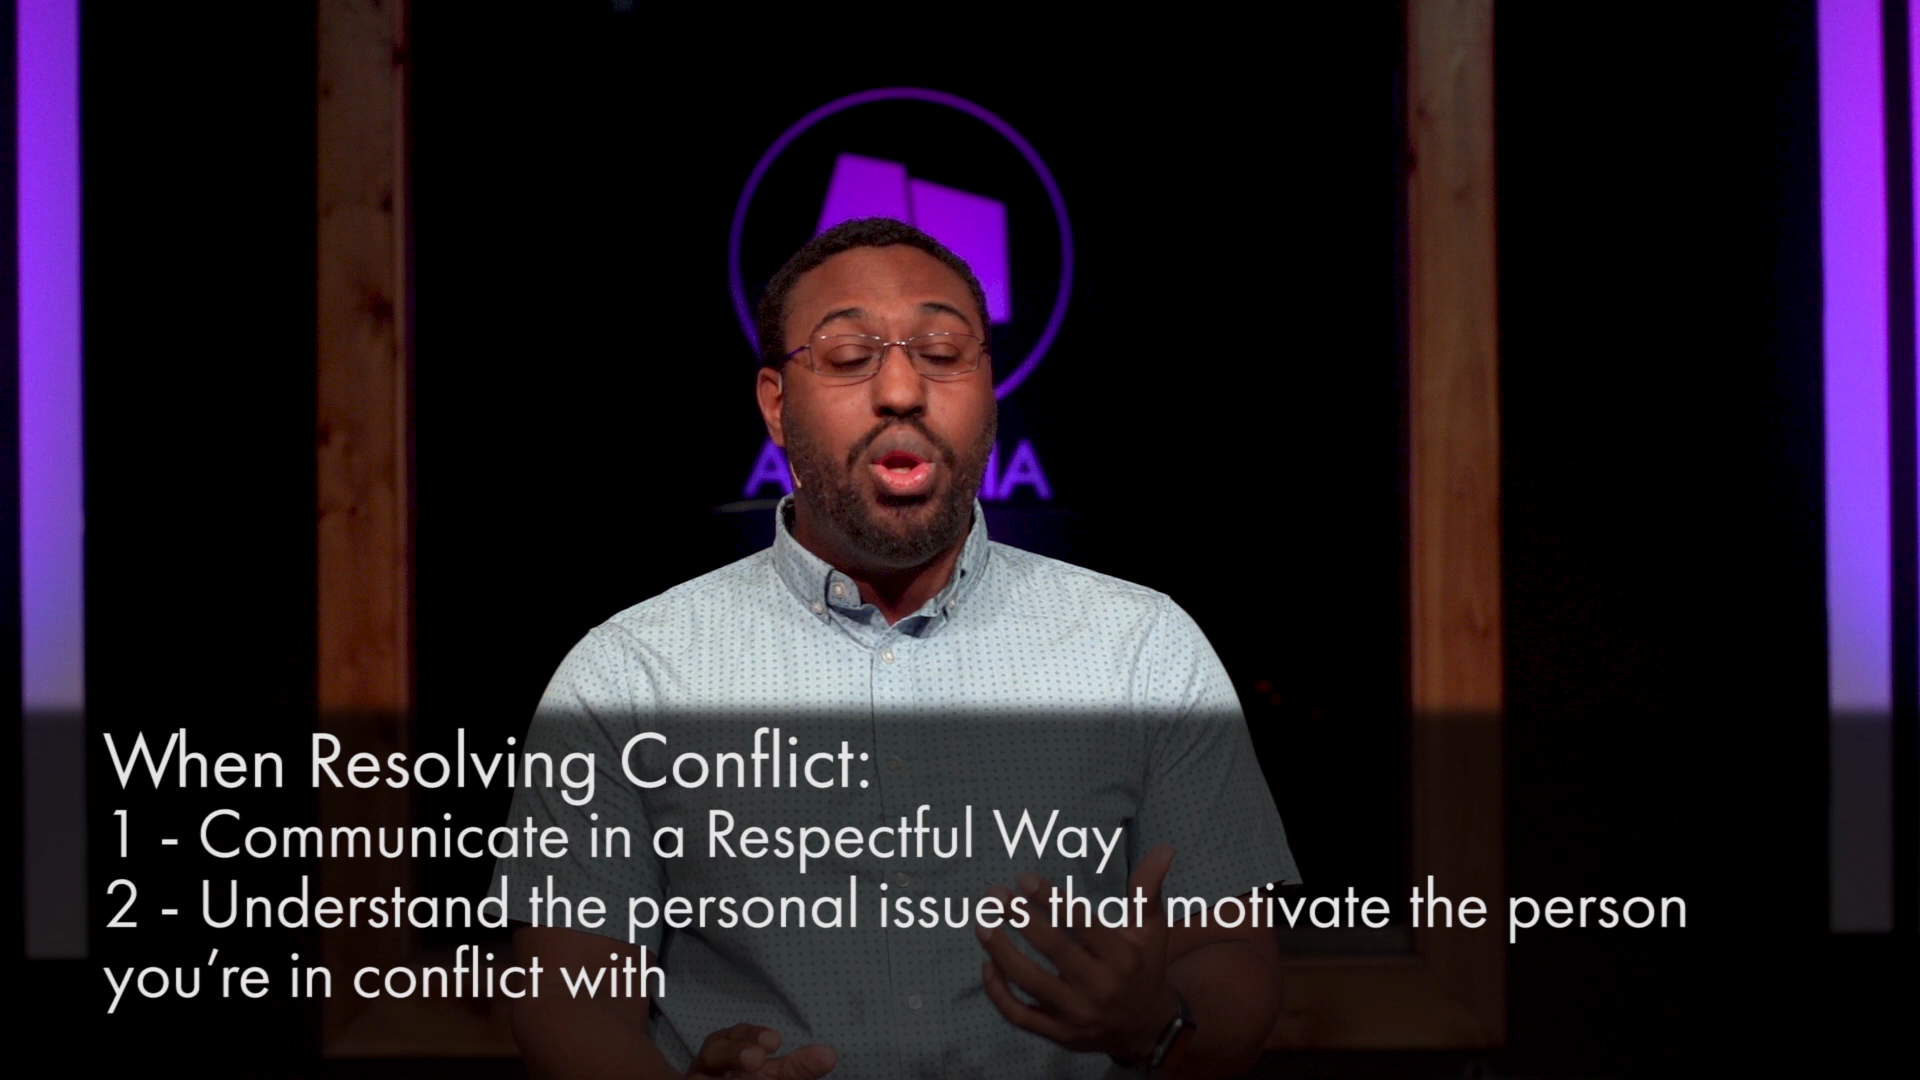 When Resolving Conflict:
1 - Communicate in a Respectful Way
2 - Understand the personal issues that motivate the person
you're in conflict with